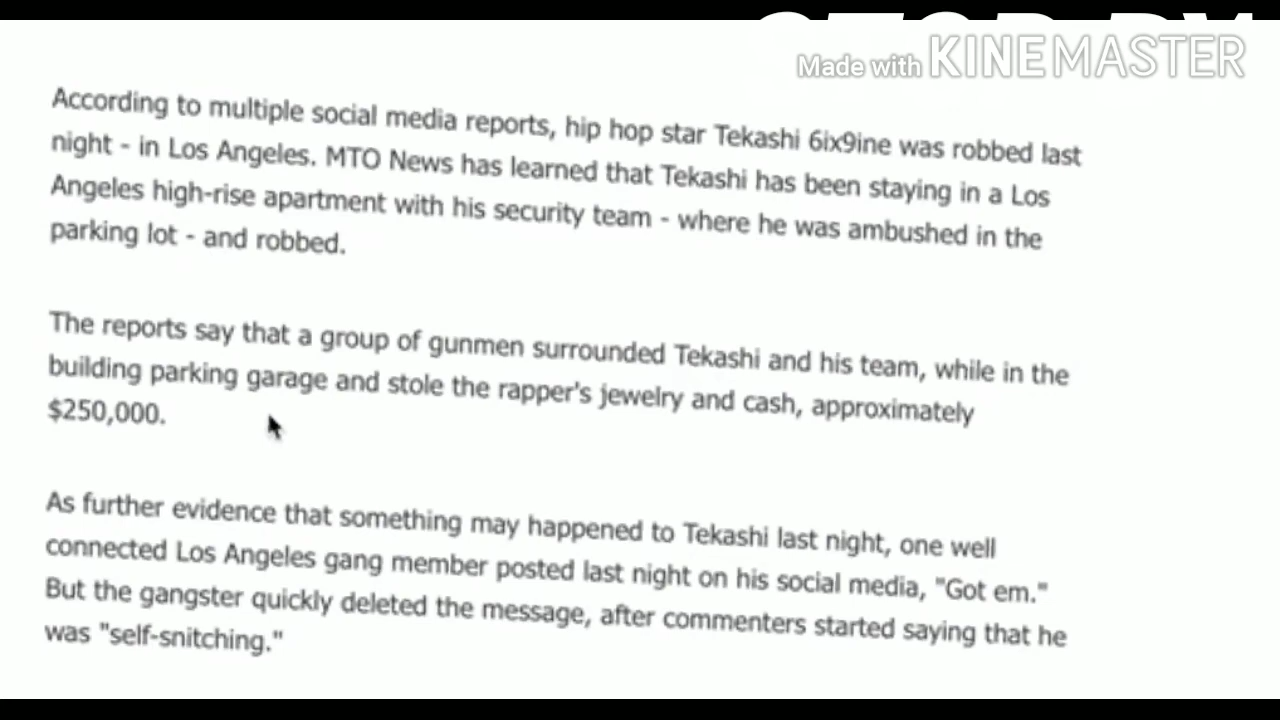 Made with KINEMASTER
According to multiple social media reports, hip hop star Tekashi 6ix9ine was robbed last
night - in Los Angeles. MTO News has learned that Tekashi has been staying in a Los
Angeles high-rise apartment with his security team - where he was ambushed in the
parking lot - and robbed.
The reports say that a group of gunmen surrounded Tekashi and his team, while in the
building parking garage and stole the rapper's jewelry and cash, approximately
$250,000.
As further evidence that something may happened to Tekashi last night, one well
connected Los Angeles gang member posted last night on his social media, "Got em."
But the gangster quickly deleted the message, after commenters started saying that he
was "self-snitching."